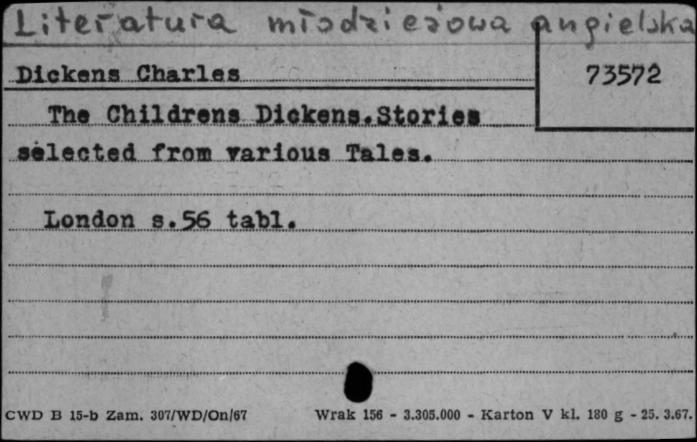 Literatura młodzieżowa angielska
Dickens Charles
73572
The Childrens Dickens.Stories
selected from various Tales.
London s.56 tabl.
CWD B 15-b Zam. 307/WD/On/67 Wrak 156 - 3.305.000 - Karton V kl. 180 g - 25. 3.67.